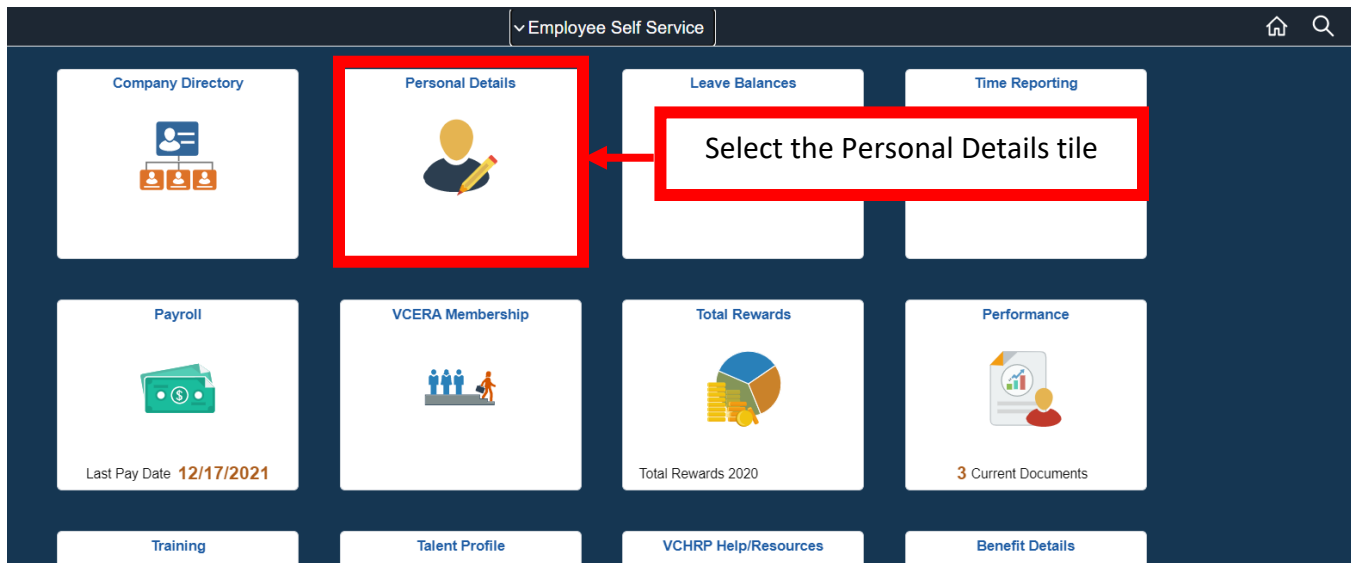 Employee Self Service
Company Directory
Personal Details
Leave Balances
Time Reporting
Select the Personal Details tile
Payroll
VCERA Membership
Total Rewards
Performance
$
Last Pay Date 12/17/2021
Total Rewards 2020
3 Current Documents
Training
Talent Profile
VCHRP Help/Resources
Benefit Details